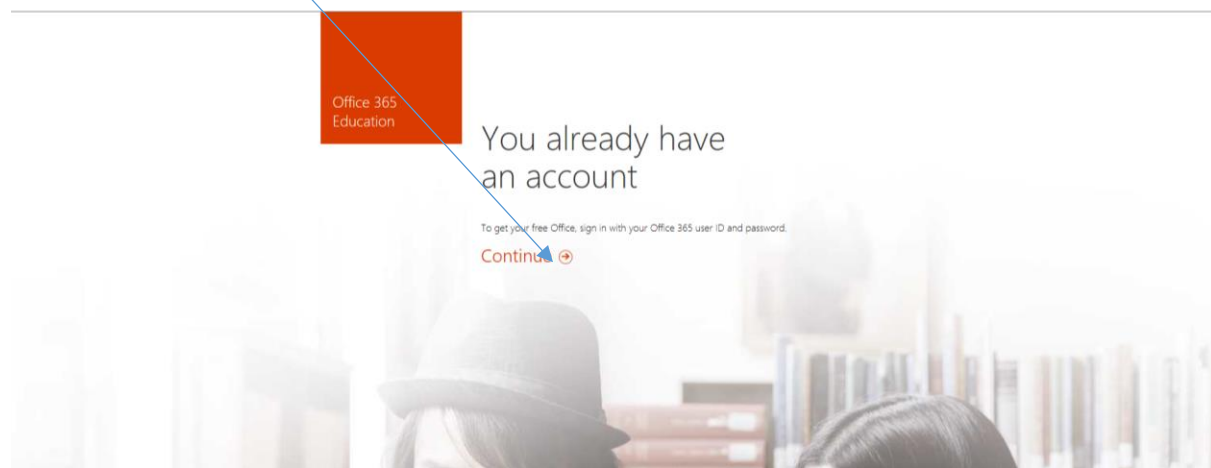 Office 365
Education
You already have
an account
To get your free Office, sign in with your Office 365 user ID and password.
Continue